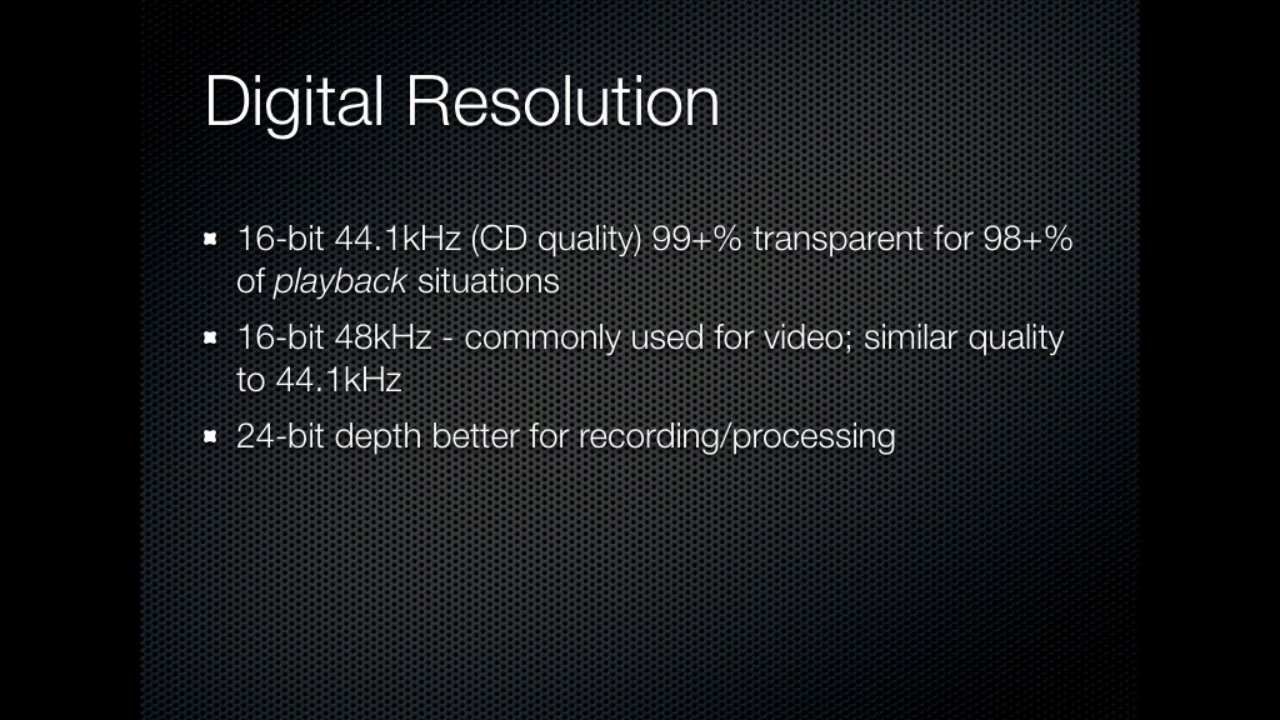 Digital Resolution
16-bit 44.1kHz (CD quality) 99+% transparent for 98+%
of playback situations
16-bit 48kHz - commonly used for video; similar quality
to 44.1kHz
24-bit depth better for recording/processing